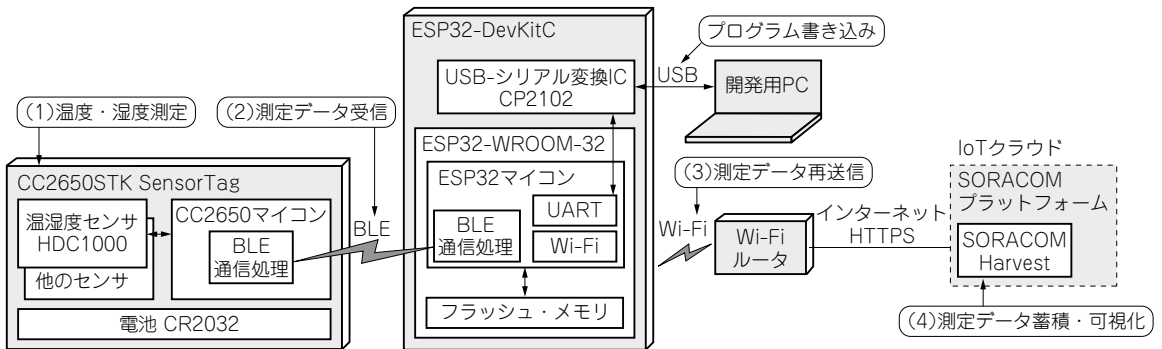 ESP32-DevKitC
プログラム書き込み
USB-シリアル変換IC
CP2102
USB
開発用PC
(1)温度・湿度測定
(2)測定データ受信
ESP32-WROOM-32
ESP32マイコン
UART
BLE
通信処理
Wi-Fi
フラッシュ・メモリ
CC2650STK SensorTag
温湿度センサ
HDC1000
他のセンサ
CC2650マイコン
BLE
通信処理
電池 CR2032
BLE
(3)測定データ再送信
Wi-Fi
Wi-Fi
ルータ
インターネット
HTTPS
IoTクラウド
SORACOM
プラットフォーム
SORACOM
Harvest
(4)測定データ蓄積・可視化